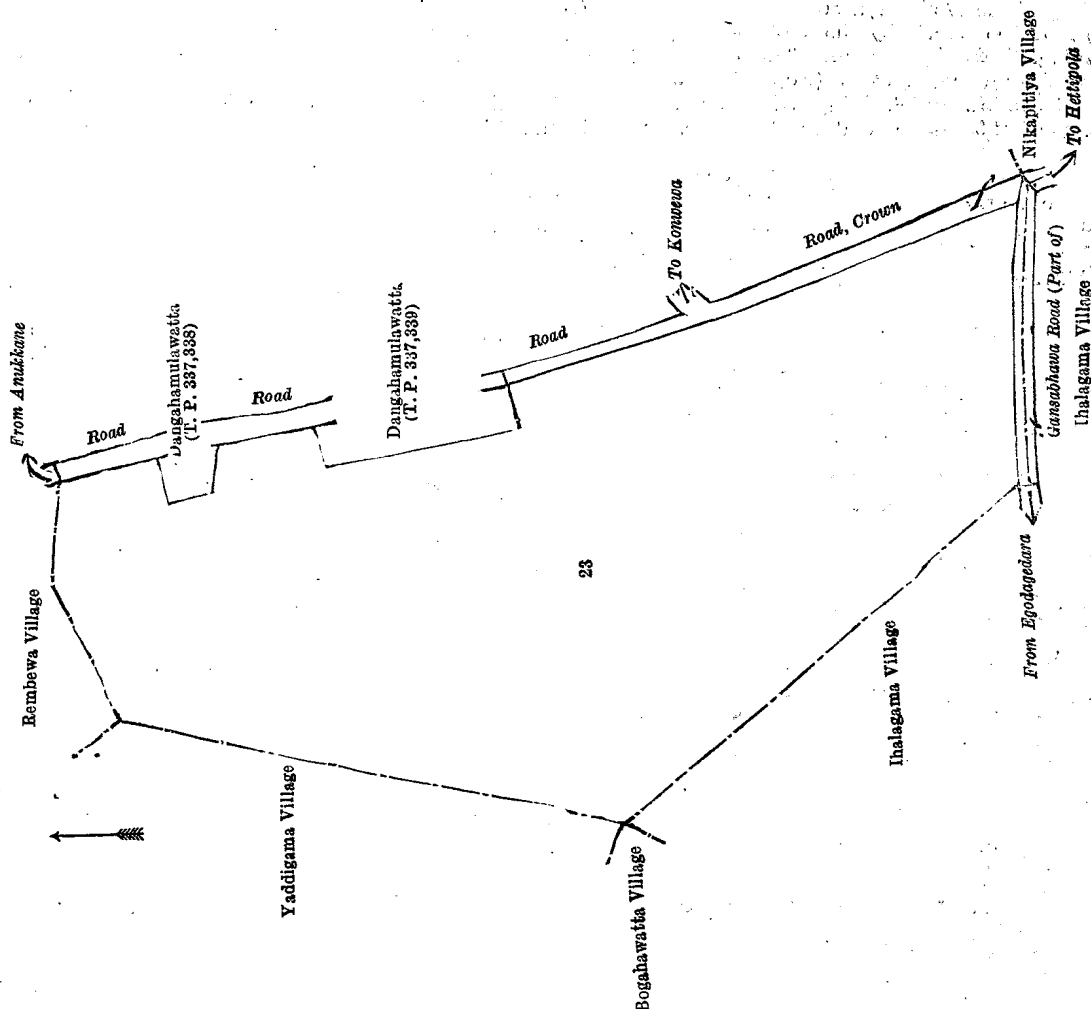 From Anukkane
Road
Dangahamulawatta
(T. P. 337,338)
Road
Dangahamulawatta
(T. P. 337,339)
Road
To Konwewa
Road, Crown
Nikapitiya Village
To Hettipola
Gansabhawa Road (Part of)
Ihalagama Village
From Egodagedara
Ihalagama Village
23
Rembewa Village
Yaddigama Village
Bogahawatta Village